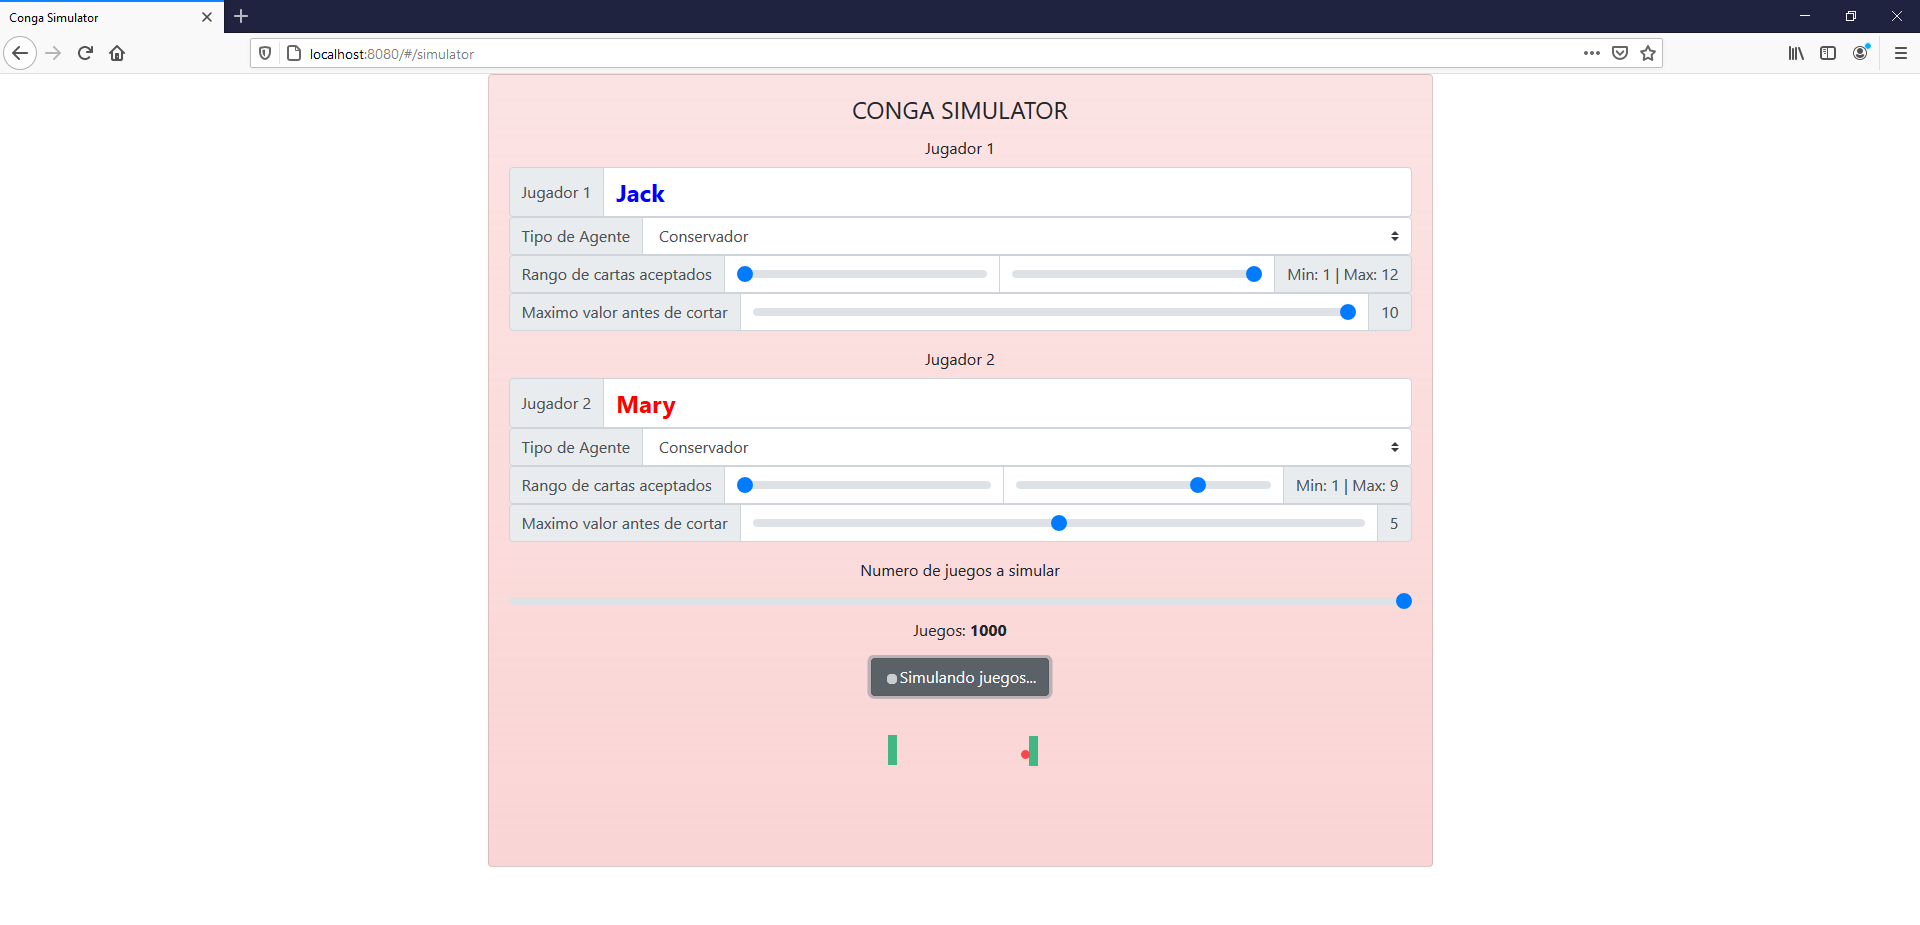 Conga Simulator
localhost:8080/#/simulator
CONGA SIMULATOR
Jugador 1
Jugador 1 Jack
Tipo de Agente Conservador
Rango de cartas aceptados Min: 1 | Max: 12
Maximo valor antes de cortar 10
Jugador 2
Jugador 2 Mary
Tipo de Agente Conservador
Rango de cartas aceptados Min: 1 | Max: 9
Maximo valor antes de cortar 5
Numero de juegos a simular
Juegos: 1000
Simulando juegos...